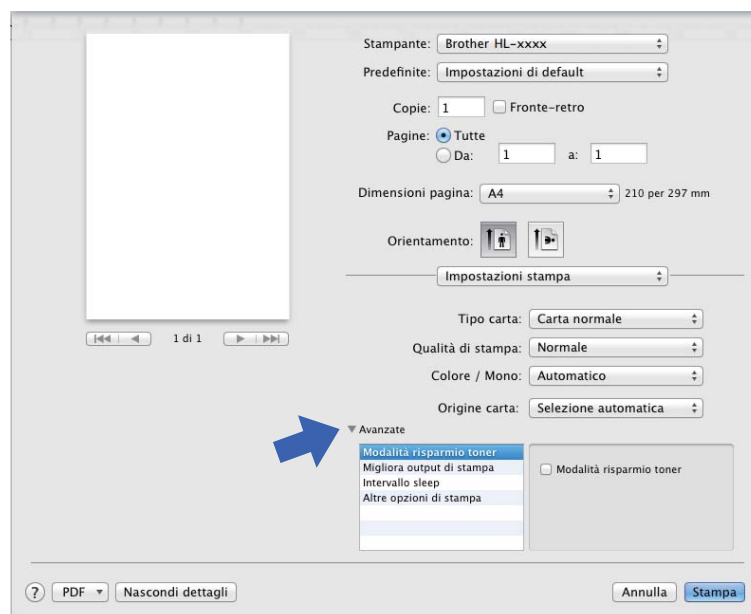 Stampante: Brother HL-xxxx
Predefinite: Impostazioni di default
Copie: 1 Fronte-retro
Pagine: Tutte
Da: 1 a: 1
Dimensioni pagina: A4 210 per 297 mm
Orientamento:
Impostazioni stampa
Tipo carta: Carta normale
1 di 1
Qualità di stampa: Normale
Colore / Mono: Automatico
Origine carta: Selezione automatica
Avanzate
Modalità risparmio toner
Migliora output di stampa
Intervallo sleep
Altre opzioni di stampa
Modalità risparmio toner
? PDF Nascondi dettagli Annulla Stampa